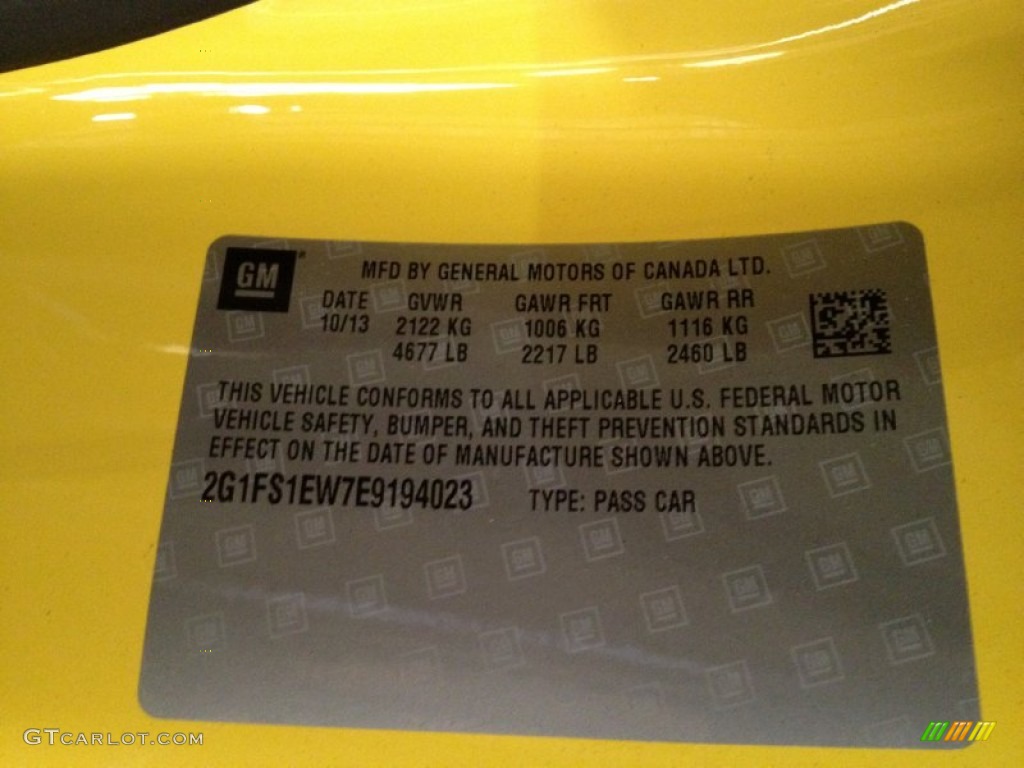 GM
MFD BY GENERAL MOTORS OF CANADA LTD.
DATE GVWR GAWR FRT GAWR RR
10/13 2122 KG 1006 KG 1116 KG
4677 LB 2217 LB 2460 LB
THIS VEHICLE CONFORMS TO ALL APPLICABLE U.S. FEDERAL MOTOR
VEHICLE SAFETY, BUMPER, AND THEFT PREVENTION STANDARDS IN
EFFECT ON THE DATE OF MANUFACTURE SHOWN ABOVE.
2G1FS1EW7E9194023 TYPE: PASS CAR
GTCARLOT.COM